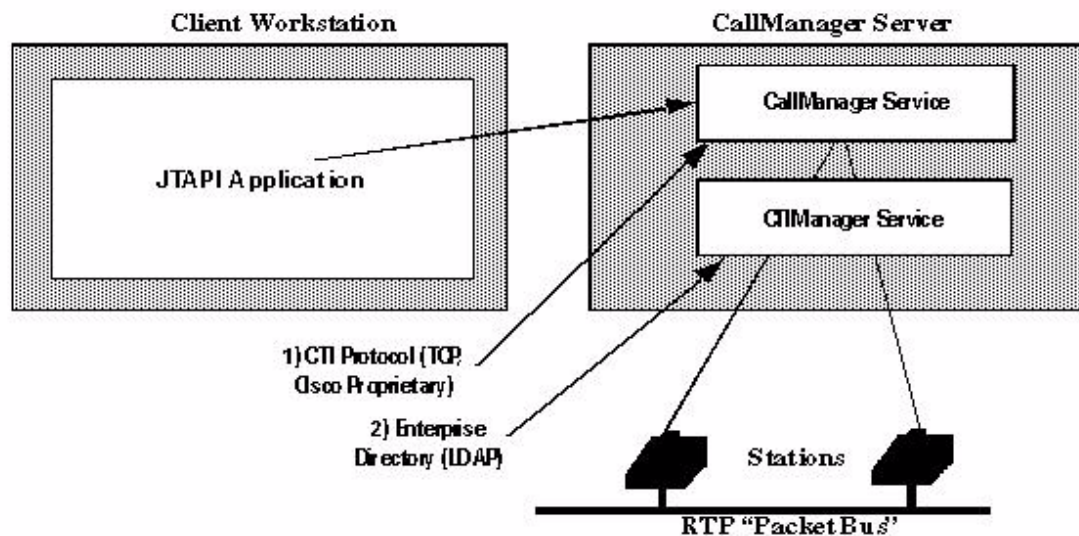 Client Workstation
CallManager Server
CallManager Service
JTAPI Application
CTIManager Service
1) CTI Protocol (TCP,
Cisco Proprietary)
2) Enterprise
Directory (LDAP)
Stations
RTP “Packet Bus”